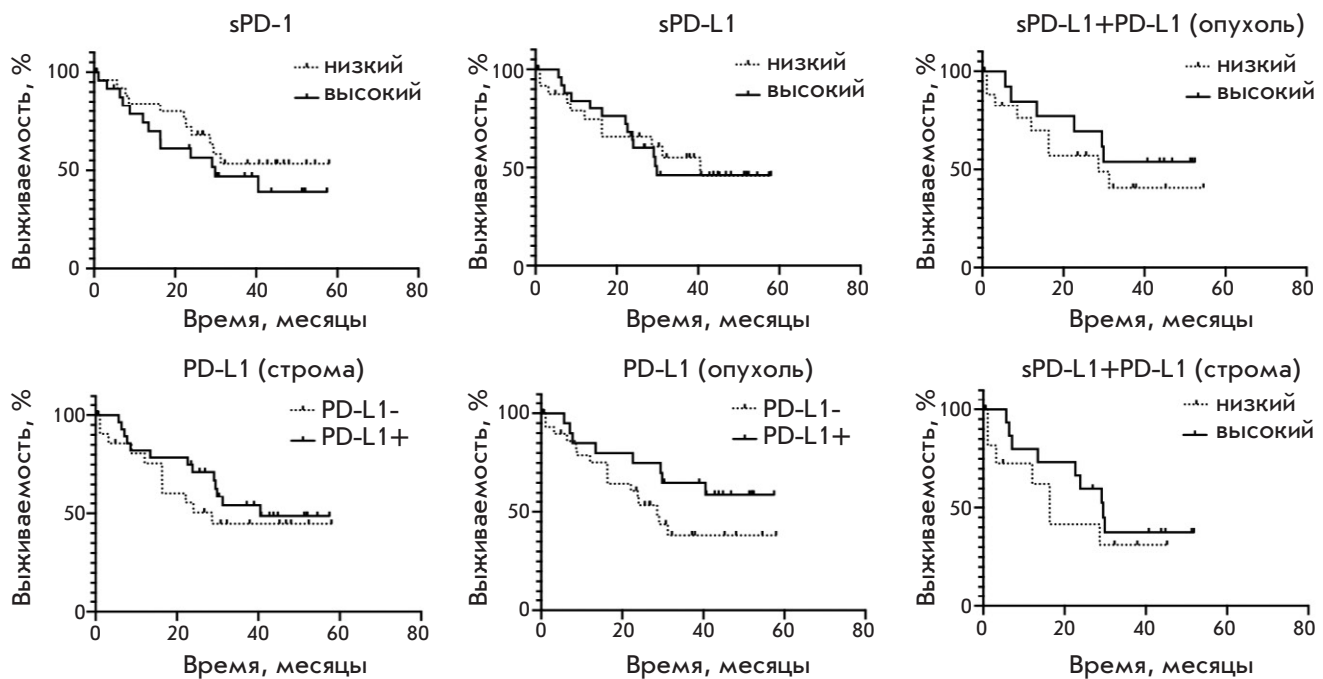 sPD-1
Выживаемость, %
100
50
0
низкий
высокий
0 20 40 60 80
Время, месяцы
sPD-L1
Выживаемость, %
100
50
0
низкий
высокий
0 20 40 60 80
Время, месяцы
sPD-L1+PD-L1 (опухоль)
Выживаемость, %
100
50
0
низкий
высокий
0 20 40 60 80
Время, месяцы
PD-L1 (строма)
Выживаемость, %
100
50
0
PD-L1-
PD-L1+
0 20 40 60 80
Время, месяцы
PD-L1 (опухоль)
Выживаемость, %
100
50
0
PD-L1-
PD-L1+
0 20 40 60 80
Время, месяцы
sPD-L1+PD-L1 (строма)
Выживаемость, %
100
50
0
низкий
высокий
0 20 40 60 80
Время, месяцы